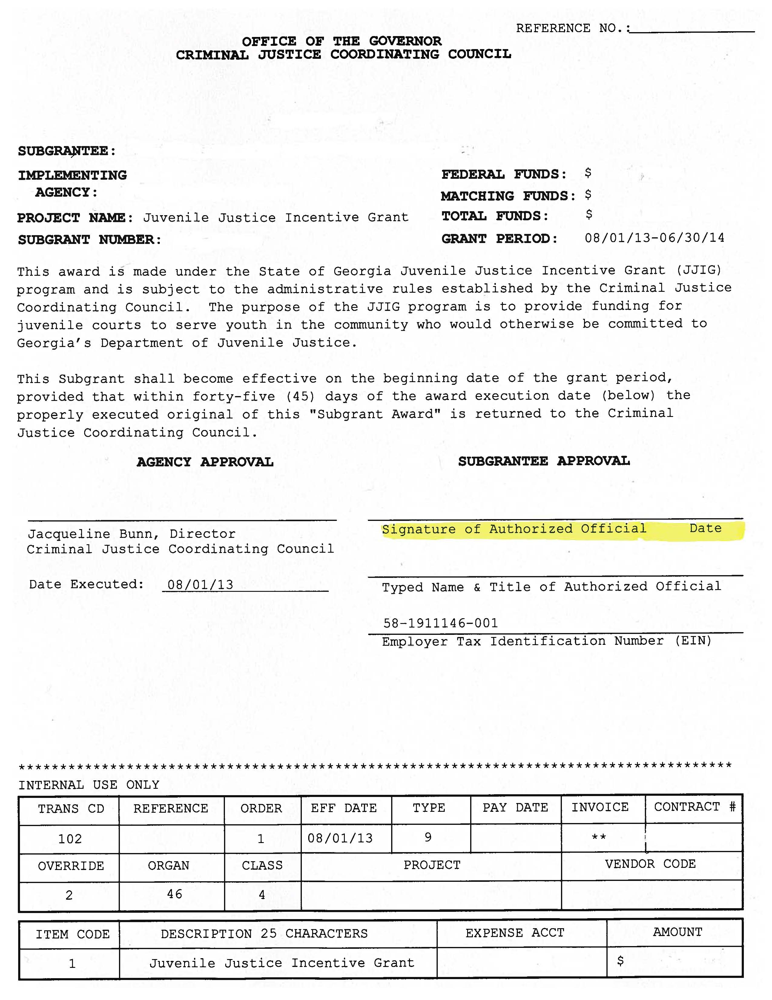 REFERENCE NO.:
OFFICE OF THE GOVERNOR
CRIMINAL JUSTICE COORDINATING COUNCIL
SUBGRANTEE:
IMPLEMENTING
AGENCY:
FEDERAL FUNDS: $
MATCHING FUNDS: $
PROJECT NAME: Juvenile Justice Incentive Grant
TOTAL FUNDS: $
SUBGRANT NUMBER:
GRANT PERIOD: 08/01/13-06/30/14
This award is made under the State of Georgia Juvenile Justice Incentive Grant (JJIG)
program and is subject to the administrative rules established by the Criminal Justice
Coordinating Council. The purpose of the JJIG program is to provide funding for
juvenile courts to serve youth in the community who would otherwise be committed to
Georgia's Department of Juvenile Justice.
This Subgrant shall become effective on the beginning date of the grant period,
provided that within forty-five (45) days of the award execution date (below) the
properly executed original of this "Subgrant Award" is returned to the Criminal
Justice Coordinating Council.
AGENCY APPROVAL
SUBGRANTEE APPROVAL
Jacqueline Bunn, Director
Criminal Justice Coordinating Council
Signature of Authorized Official Date
Date Executed: 08/01/13
Typed Name & Title of Authorized Official
58-1911146-001
Employer Tax Identification Number (EIN)
**************************************************************************************
INTERNAL USE ONLY
TRANS CD REFERENCE ORDER EFF DATE TYPE PAY DATE INVOICE CONTRACT #
102 1 08/01/13 9 **
OVERRIDE ORGAN CLASS PROJECT VENDOR CODE
2 46 4
ITEM CODE DESCRIPTION 25 CHARACTERS EXPENSE ACCT AMOUNT
1 Juvenile Justice Incentive Grant $